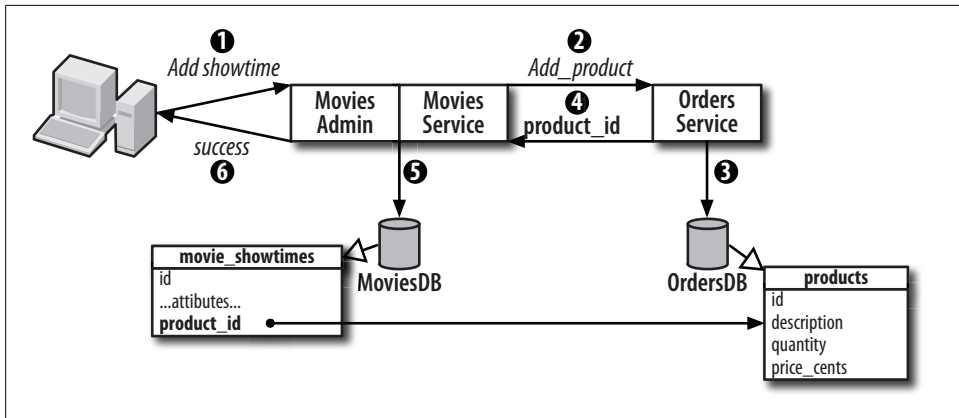 ❶
Add showtime
❷
Add_product
Movies
Admin
Movies
Service
❹
product_id
Orders
Service
success
❻
❺
❸
MoviesDB
OrdersDB
movie_showtimes
id
...attibutes...
product_id
products
id
description
quantity
price_cents